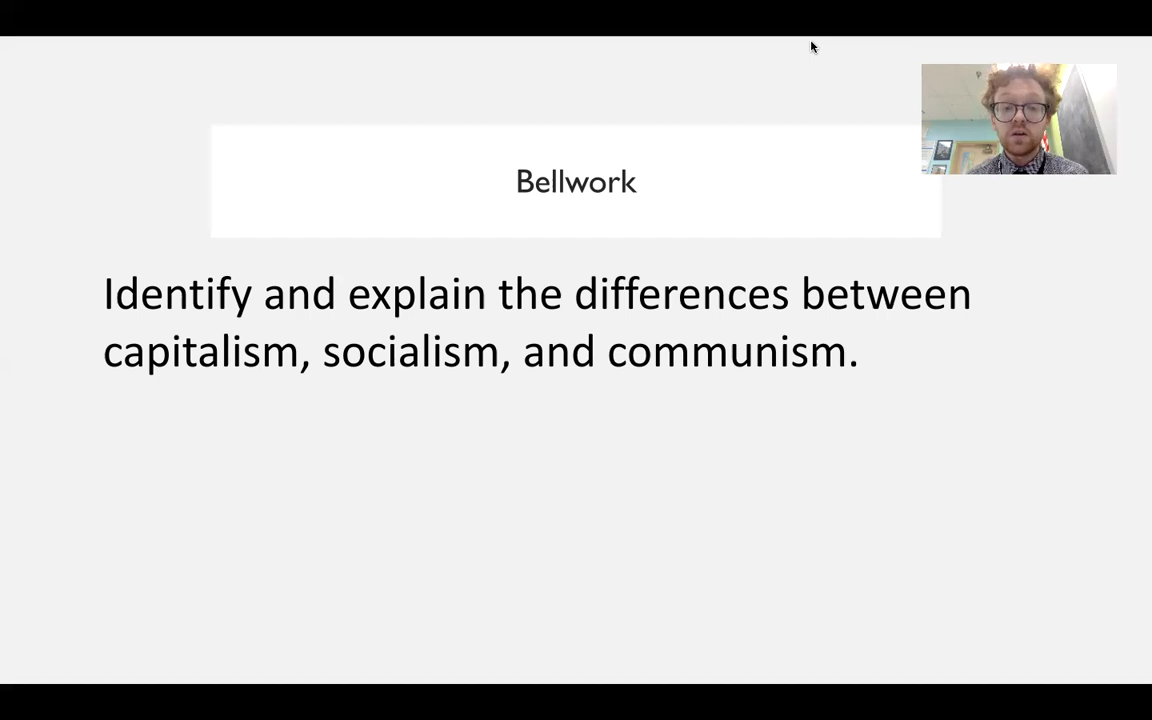 Bellwork
Identify and explain the differences between
capitalism, socialism, and communism.